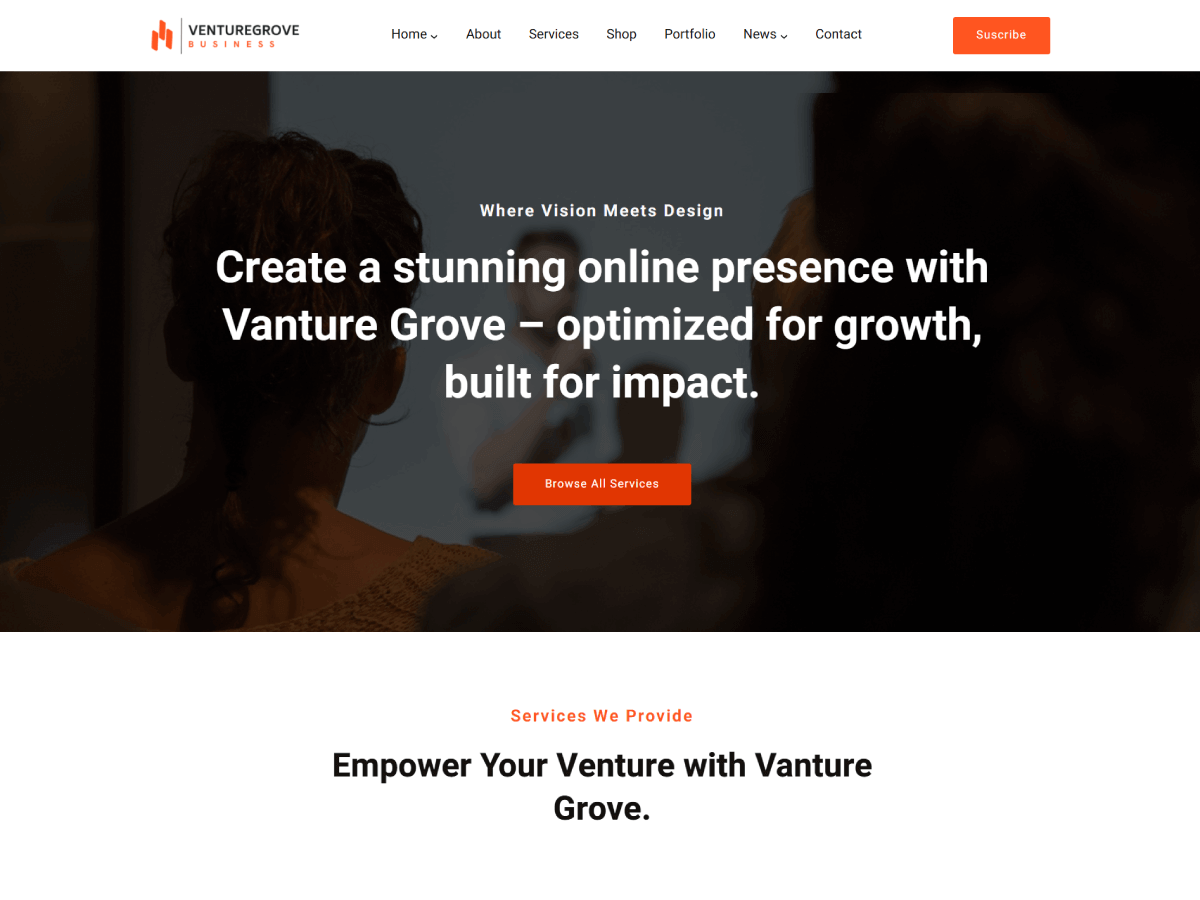 VENTUREGROVE
BUSINESS
Home
About
Services
Shop
Portfolio
News
Contact
Suscribe
Where Vision Meets Design
Create a stunning online presence with
Vanture Grove – optimized for growth,
built for impact.
Browse All Services
Services We Provide
Empower Your Venture with Vanture
Grove.